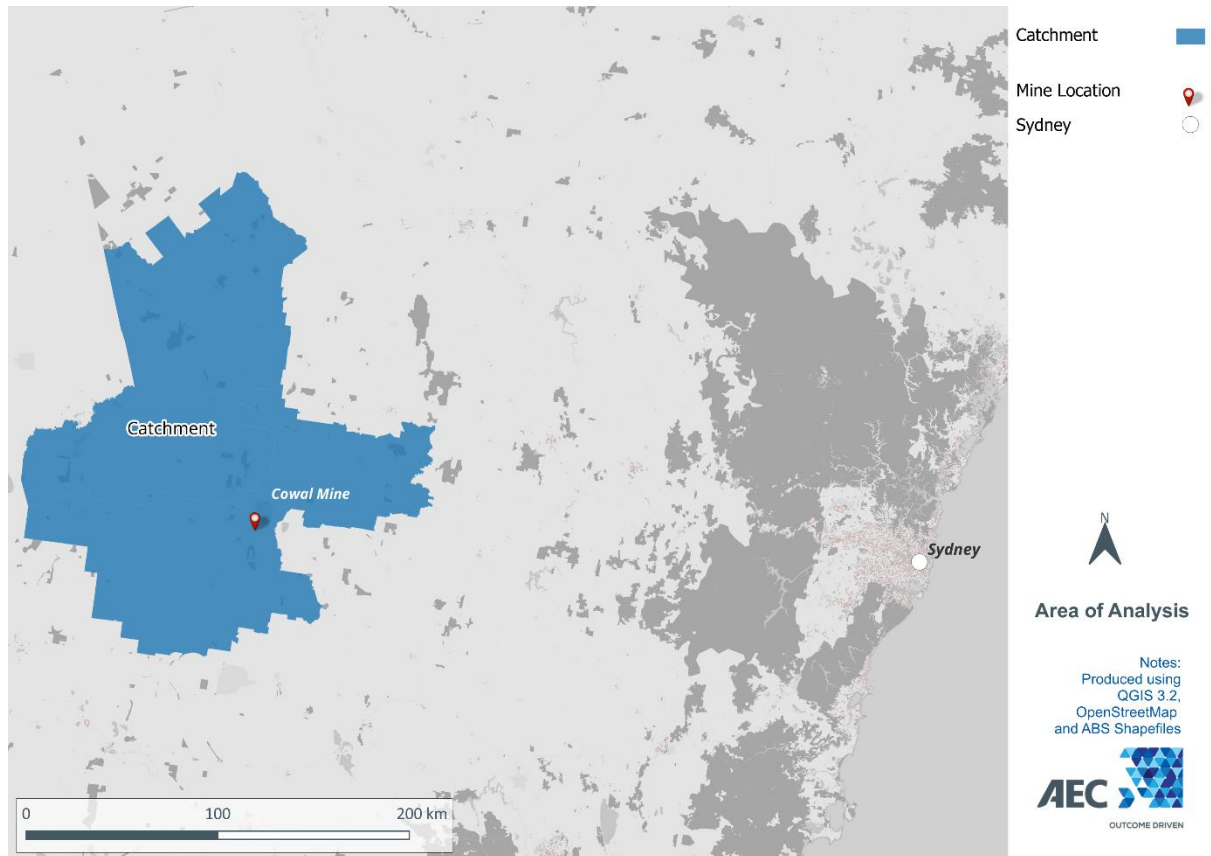 Catchment
Mine Location
Sydney
Catchment
Cowal Mine
Sydney
N
Area of Analysis
Notes:
Produced using
QGIS 3.2,
OpenStreetMap
and ABS Shapefiles
AEC
OUTCOME DRIVEN
0 100 200 km